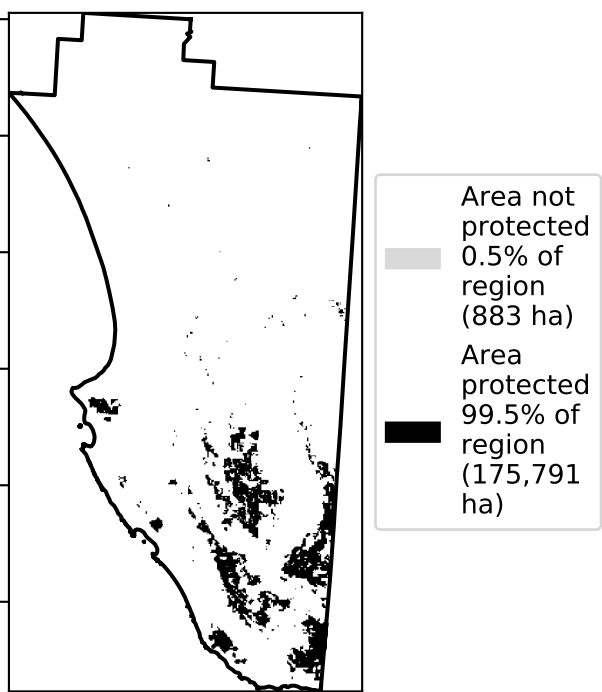 Area not
protected
0.5% of
region
(883 ha)
Area
protected
99.5% of
region
(175,791
ha)